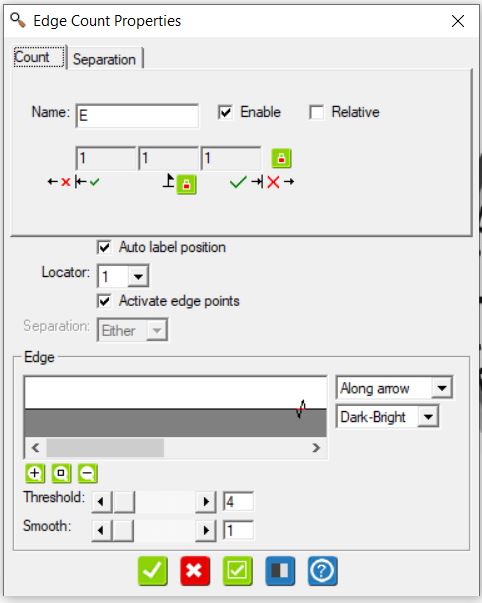 Edge Count Properties
Count Separation
Name: E Enable Relative
1 1 1
Auto label position
Locator: 1
Activate edge points
Separation: Either
Edge
Along arrow
Dark-Bright
Threshold: 4
Smooth: 1